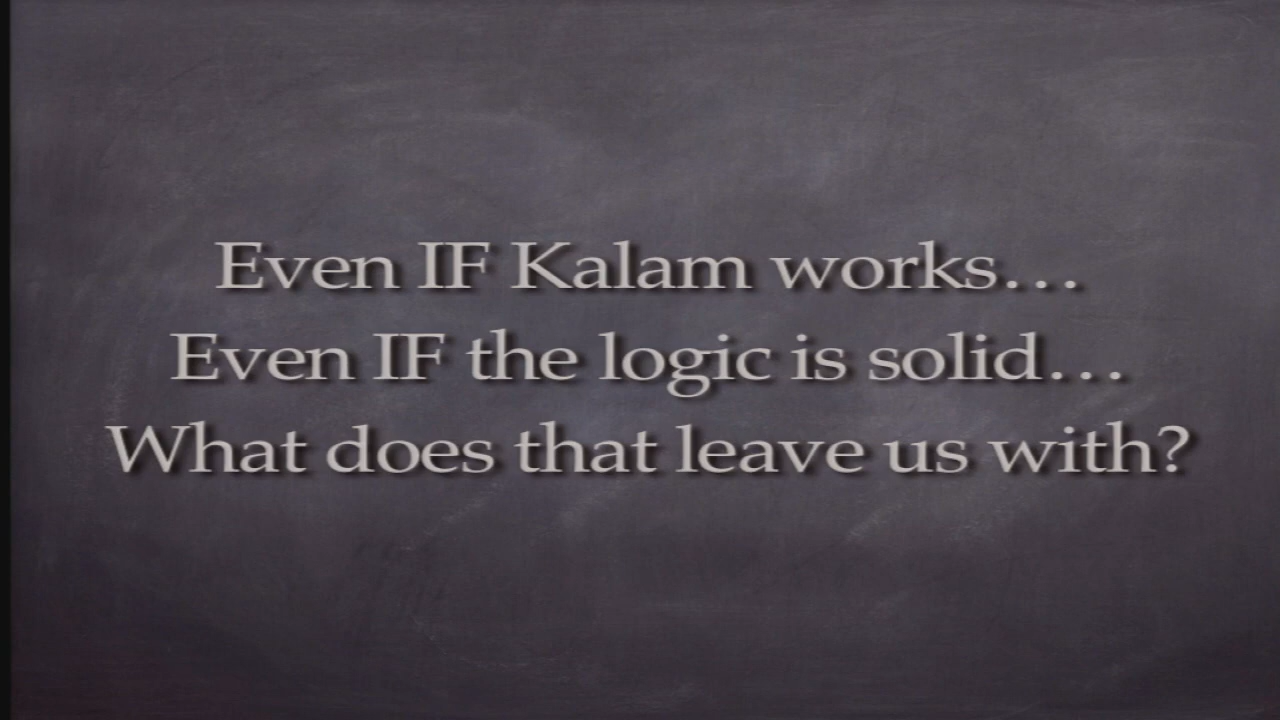 Even IF Kalam works...
Even IF the logic is solid...
What does that leave us with?